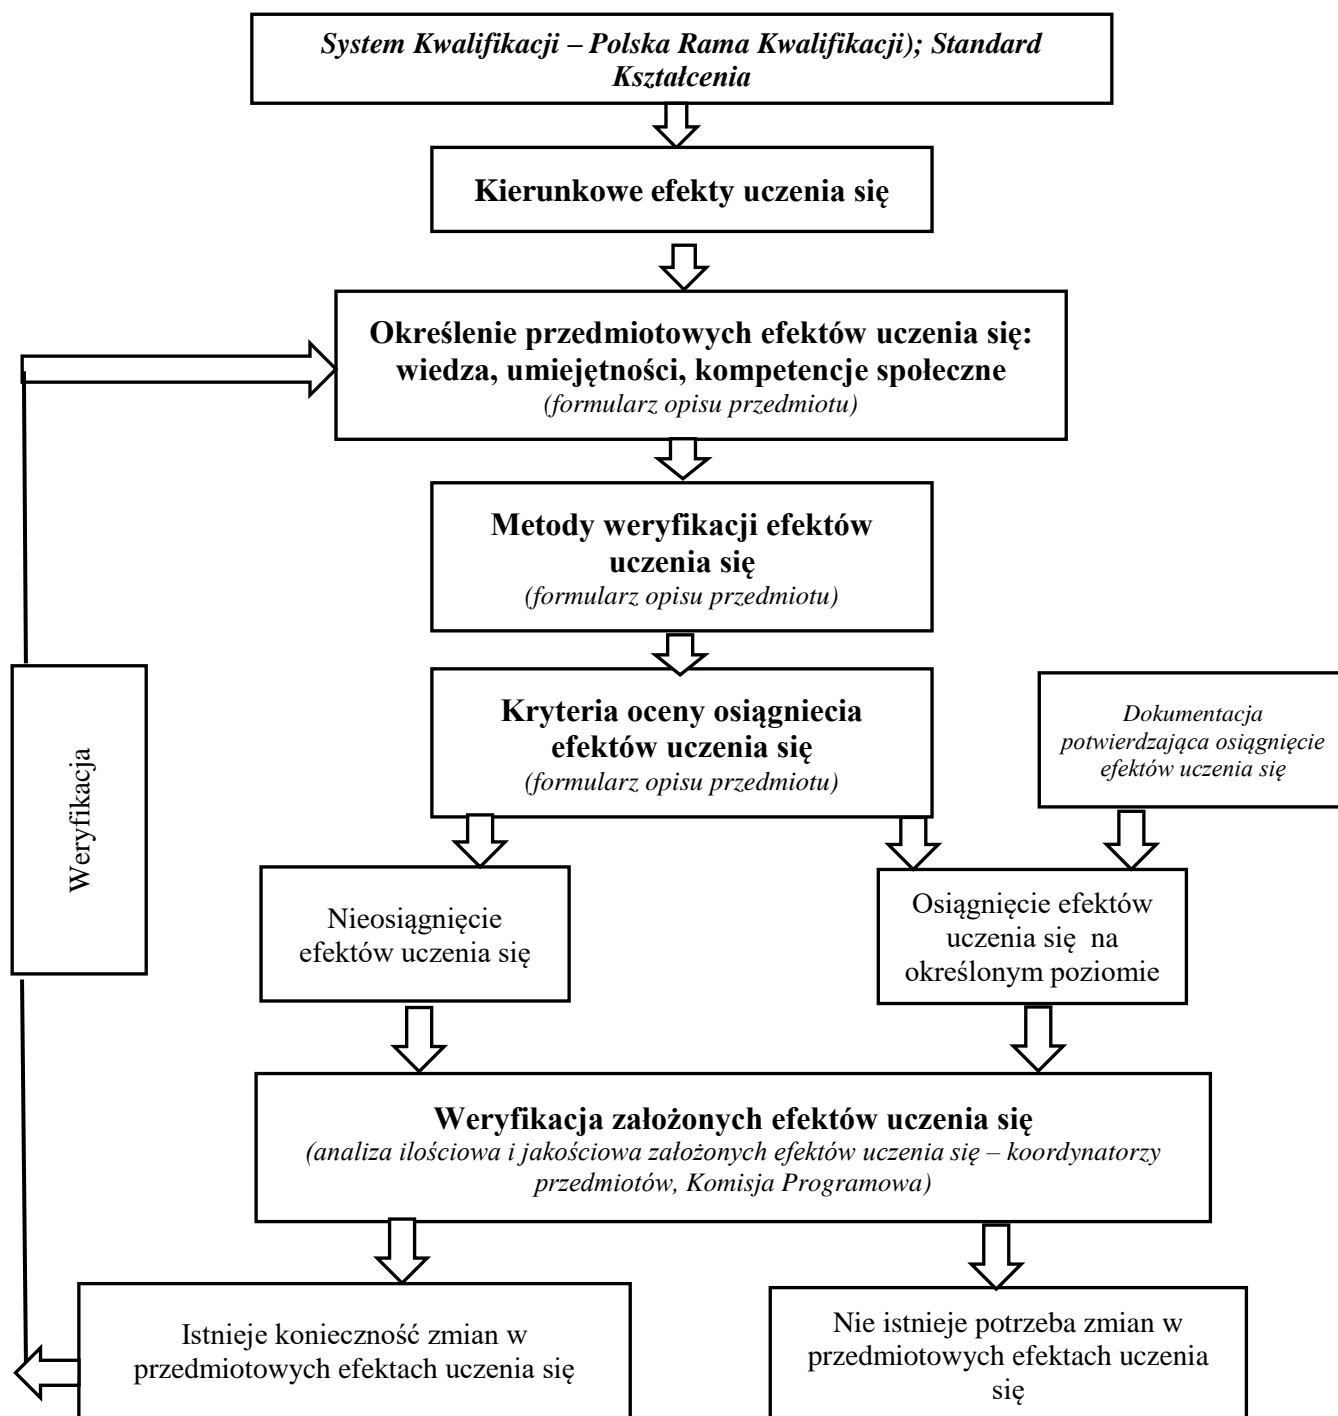 System Kwalifikacji – Polska Rama Kwalifikacji); Standard
Kształcenia
Kierunkowe efekty uczenia się
Określenie przedmiotowych efektów uczenia się:
wiedza, umiejętności, kompetencje społeczne
(formularz opisu przedmiotu)
Metody weryfikacji efektów
uczenia się
(formularz opisu przedmiotu)
Kryteria oceny osiągniecia
efektów uczenia się
(formularz opisu przedmiotu)
Dokumentacja
potwierdzająca osiągnięcie
efektów uczenia się
Weryfikacja
Nieosiągnięcie
efektów uczenia się
Osiągnięcie efektów
uczenia się na
określonym poziomie
Weryfikacja założonych efektów uczenia się
(analiza ilościowa i jakościowa założonych efektów uczenia się – koordynatorzy
przedmiotów, Komisja Programowa)
Istnieje konieczność zmian w
przedmiotowych efektach uczenia się
Nie istnieje potrzeba zmian w
przedmiotowych efektach uczenia
się